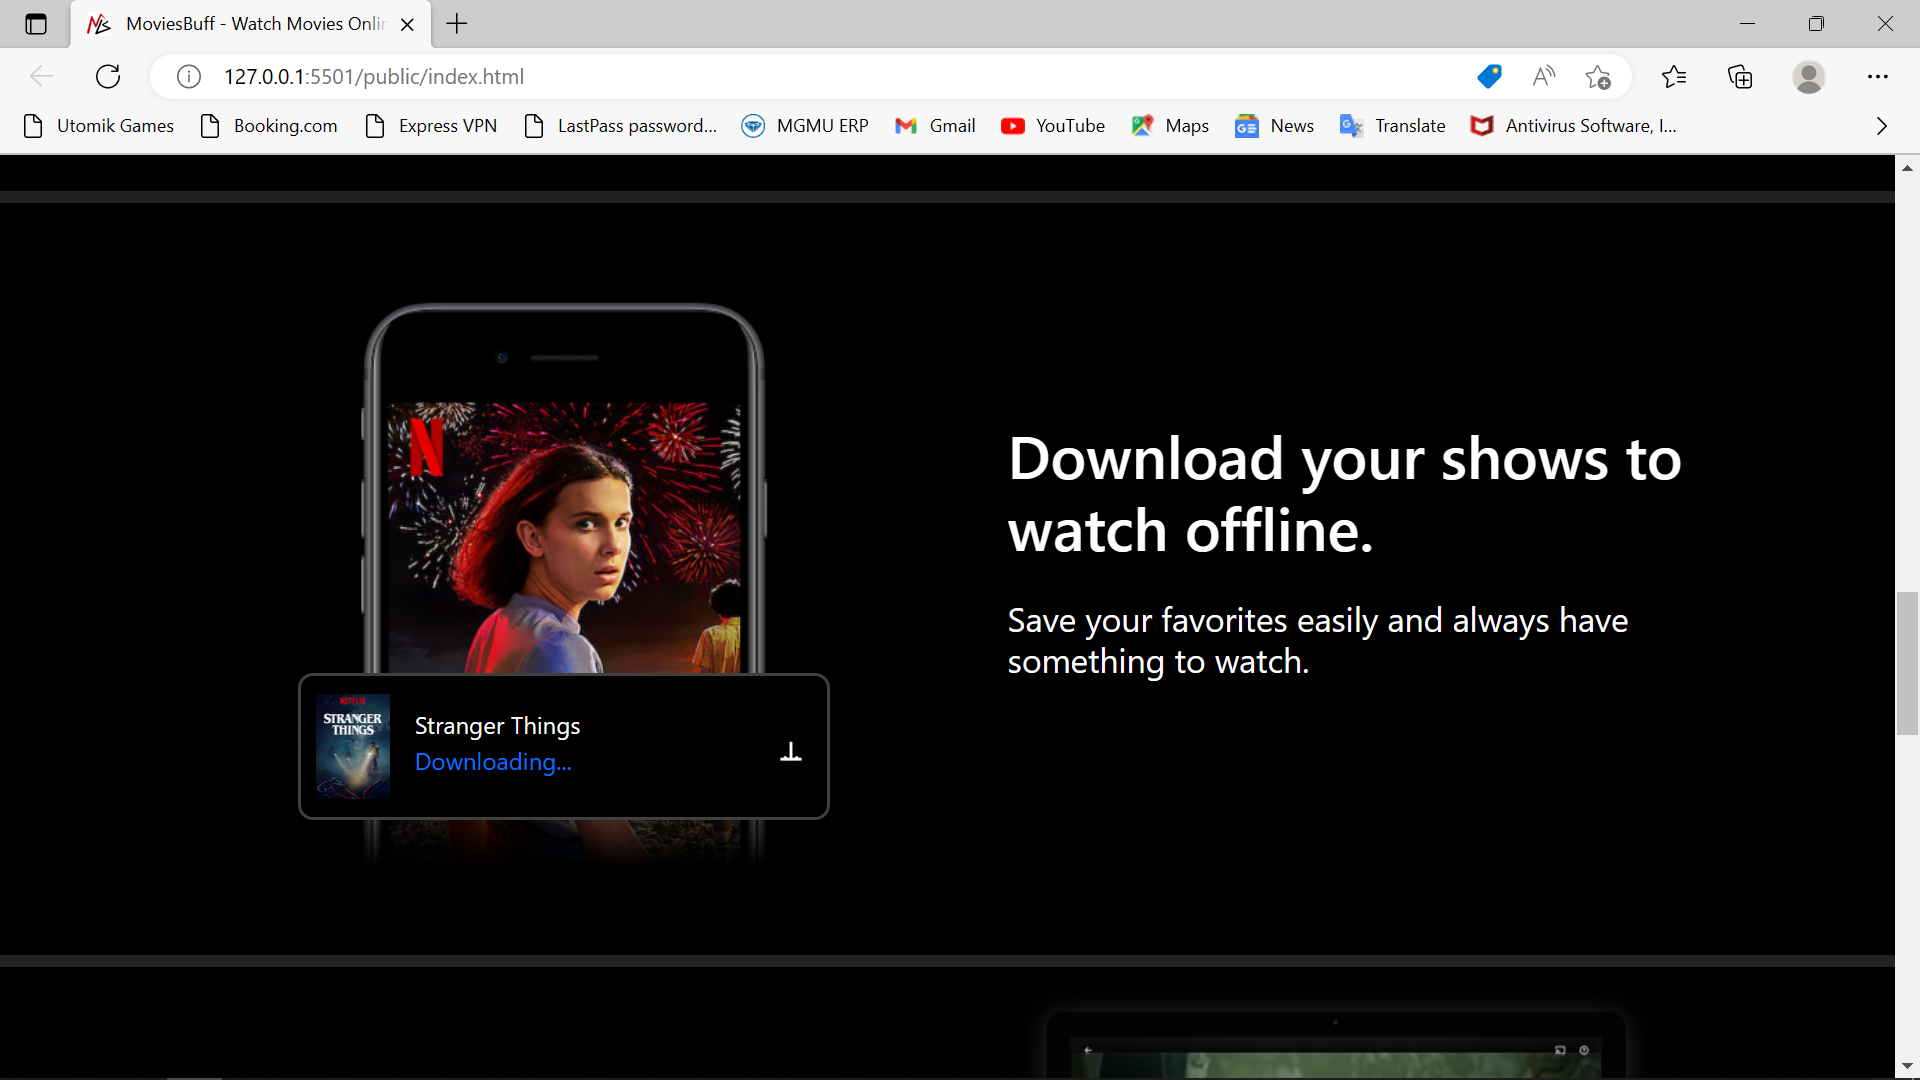 MoviesBuff - Watch Movies Onlin
127.0.0.1:5501/public/index.html
Utomik Games
Booking.com
Express VPN
LastPass password...
MGMU ERP
Gmail
YouTube
Maps
News
Translate
Antivirus Software, I...
N
Download your shows to
watch offline.
Save your favorites easily and always have
something to watch.
NETFLIX
STRANGER
THINGS
Stranger Things
Downloading...